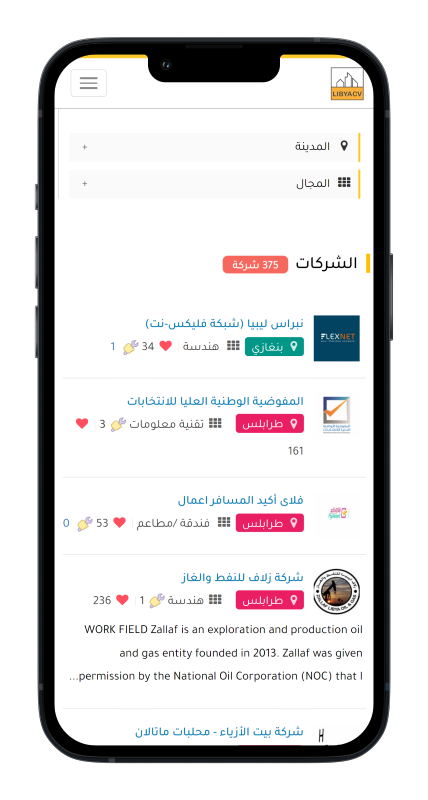 LIBYACV
المدينة +
المجال +
الشركات 375 شركة
FLEXNET
نبراس ليبيا (شبكة فليكس-نت)
بنغازي هندسة 34 1
المفوضية الوطنية العليا للانتخابات
طرابلس تقنية معلومات 3
161
فلاى أكيد المسافر اعمال
طرابلس فندقة /مطاعم 53 0
شركة زلاف للنفط والغاز
طرابلس هندسة 1 236
WORK FIELD Zallaf is an exploration and production oil
and gas entity founded in 2013. Zallaf was given
...permission by the National Oil Corporation (NOC) that l
شركة بيت الأزياء - محلبات ماتالان
H